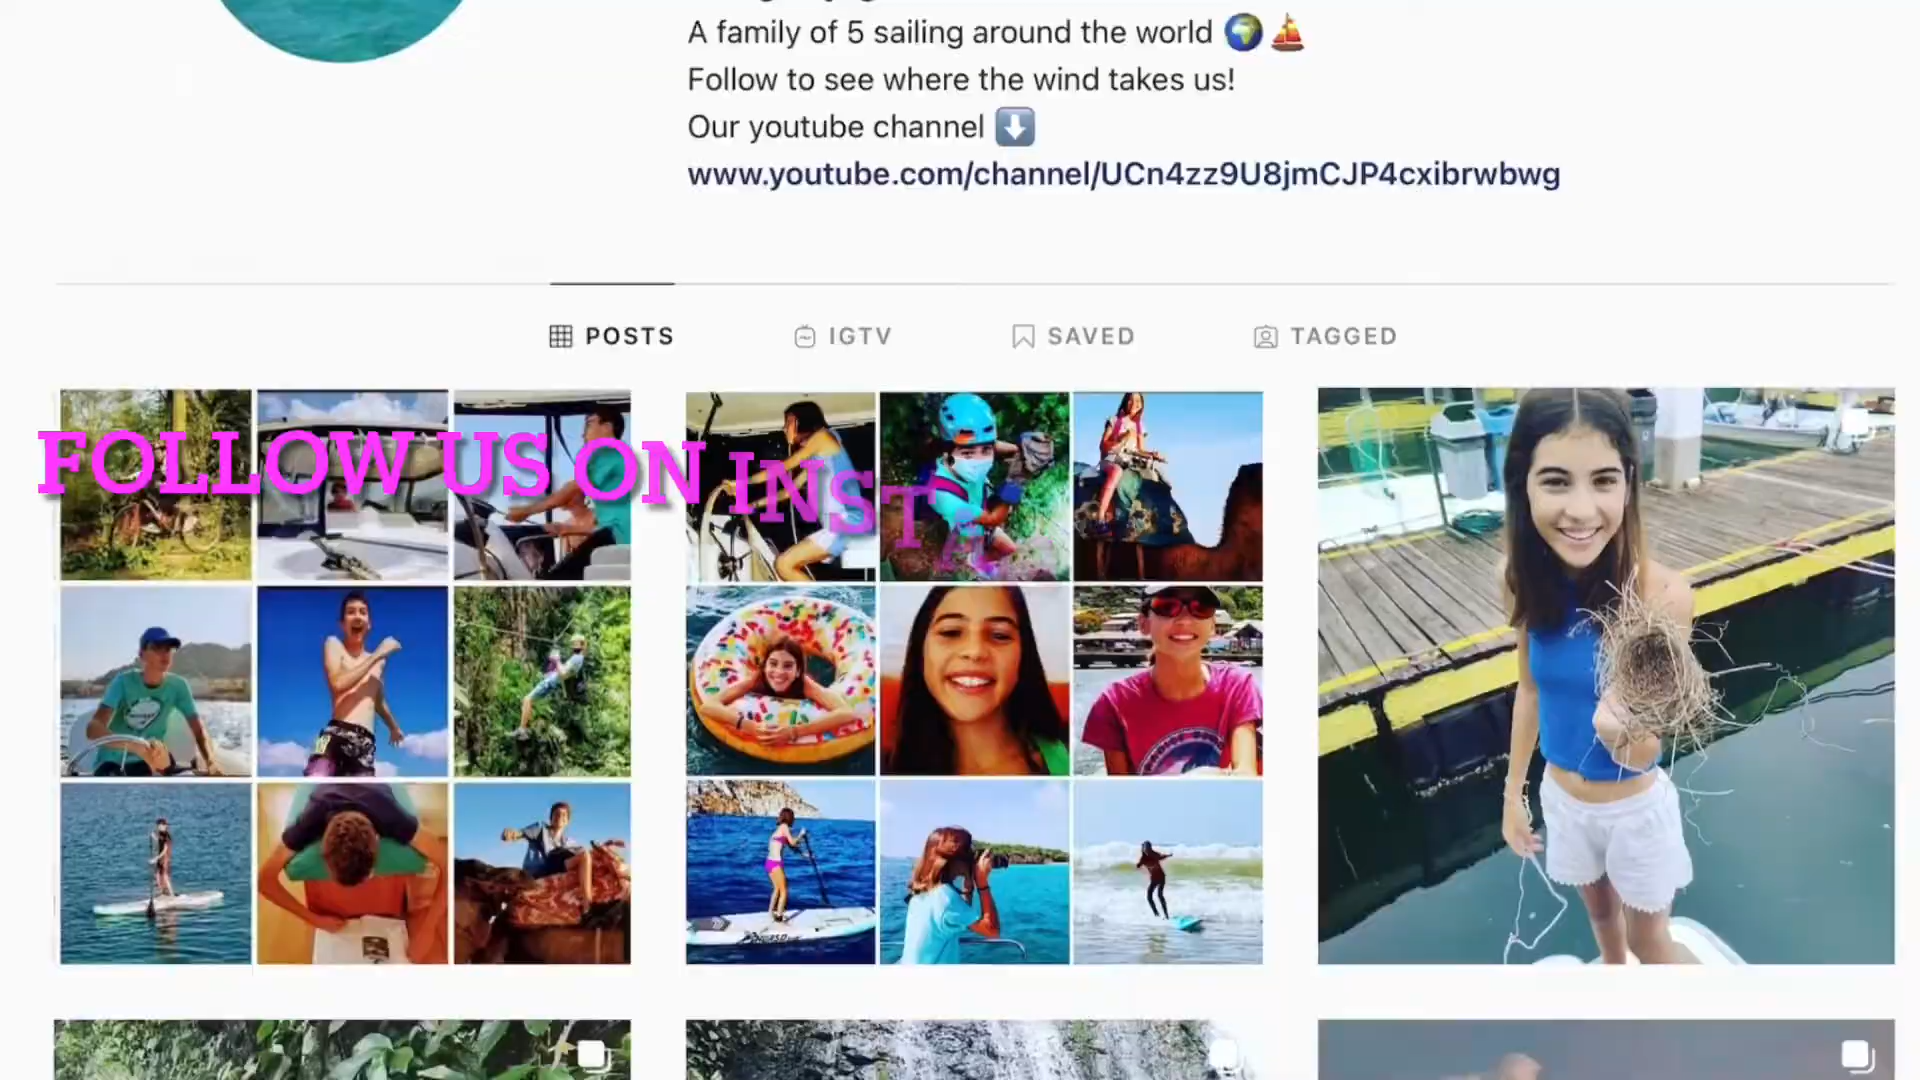 A family of 5 sailing around the world
Follow to see where the wind takes us!
Our youtube channel
www.youtube.com/channel/UCn4zz9U8jmCJP4cxibrwbwg
POSTS
IGTV
SAVED
TAGGED
FOLLOW US ON INSTA